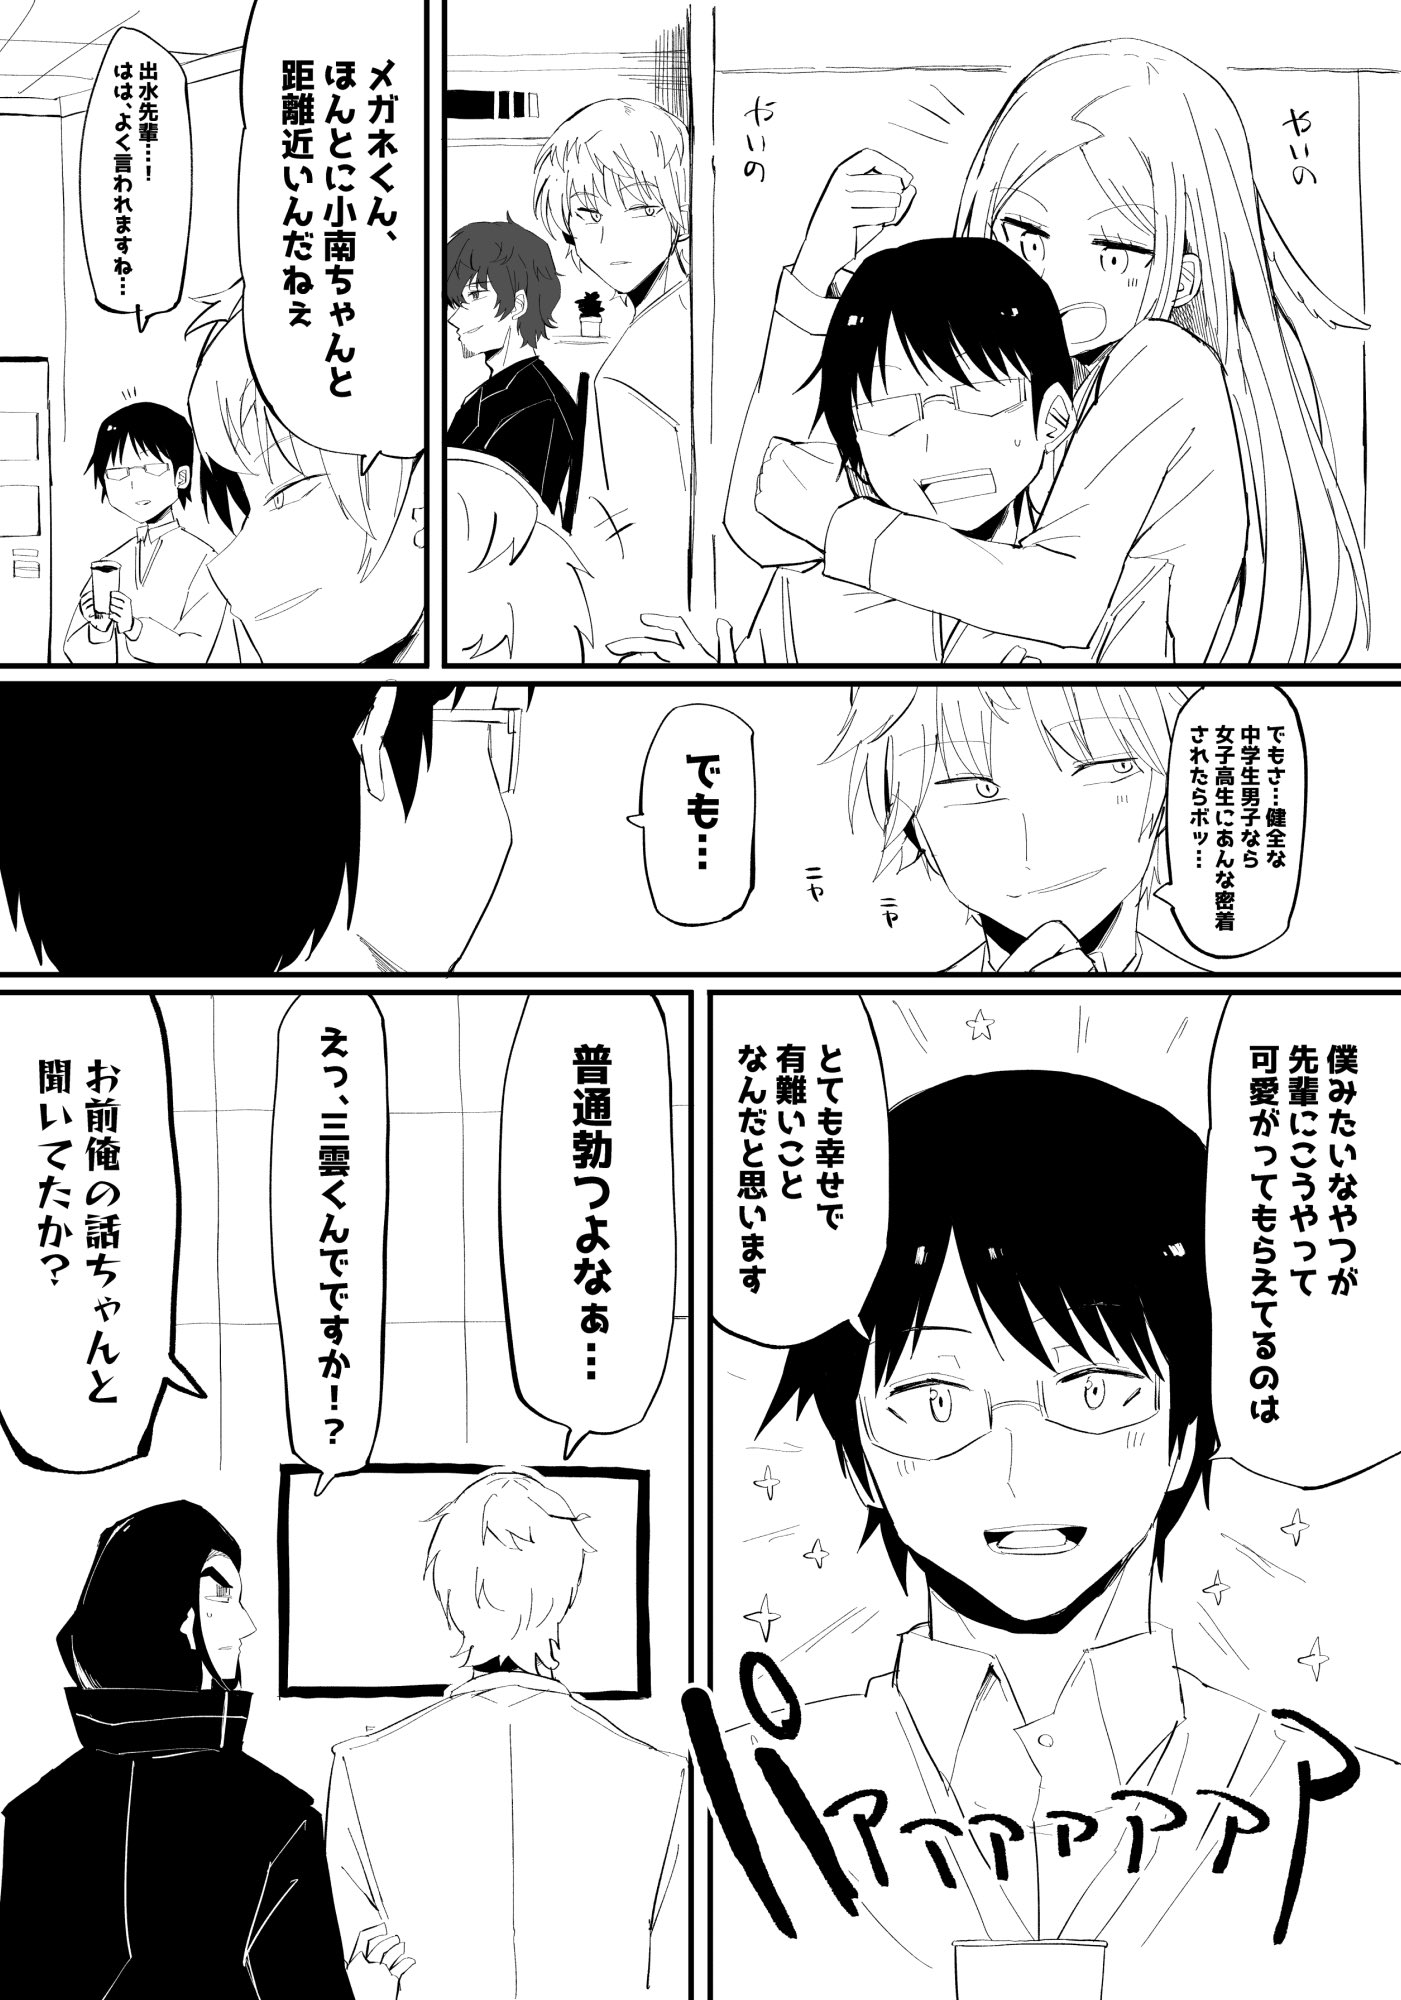 やいの
やいの
メガネくん、
ほんとに小南ちゃんと
距離近いんだねぇ
出水先輩…!
はは、よく言われますね…
でもさ…健全な
中学生男子なら
女子高生にあんな密着
されたらボッ…
ニヤ
ニヤ
でも…
僕みたいなやつが
先輩にこうやって
可愛がってもらえてるのは
とても幸せで
有難いこと
なんだと思います
パァァァァァァァ
普通勃つよなぁ…
えっ、三雲くんでですか!?
お前俺の話ちゃんと
聞いてたか?